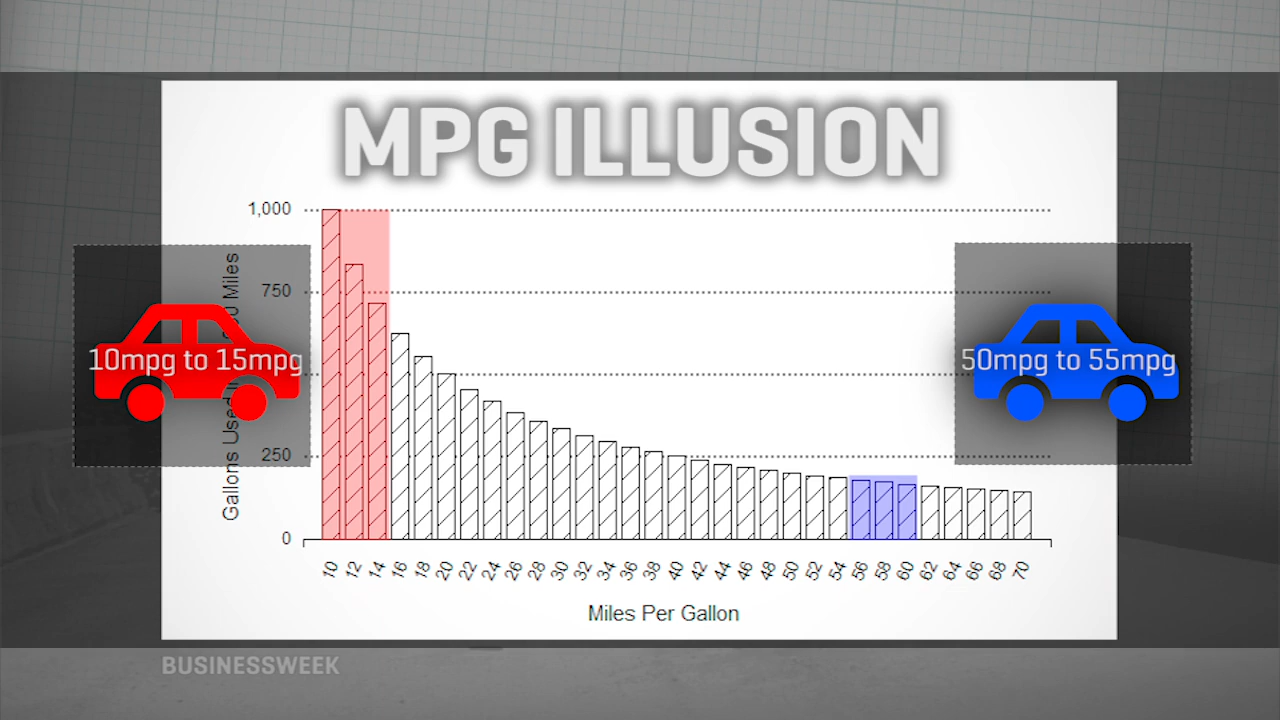 MPG ILLUSION
1,000
750
250
0
Gallons Used
Miles
10mpg to 15mpg
50mpg to 55mpg
10 12 14 16 18 20 22 24 26 28 30 32 34 36 38 40 42 44 46 48 50 52 54 56 58 60 62 64 66 68 70
Miles Per Gallon
BUSINESSWEEK